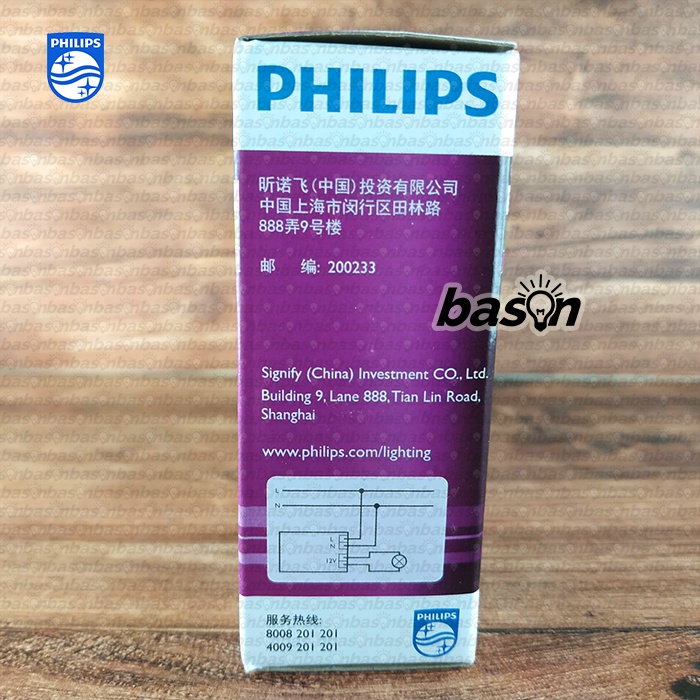 PHILIPS
PHILIPS
昕诺飞(中国)投资有限公司
中国上海市闵行区田林路
888弄9号楼
邮 编: 200233
bason
Signify (China) Investment CO., Ltd.
Building 9, Lane 888, Tian Lin Road,
Shanghai
www.philips.com/lighting
L
N
L
N
12V
服务热线:
8008 201 201
4009 201 201
PHILIPS